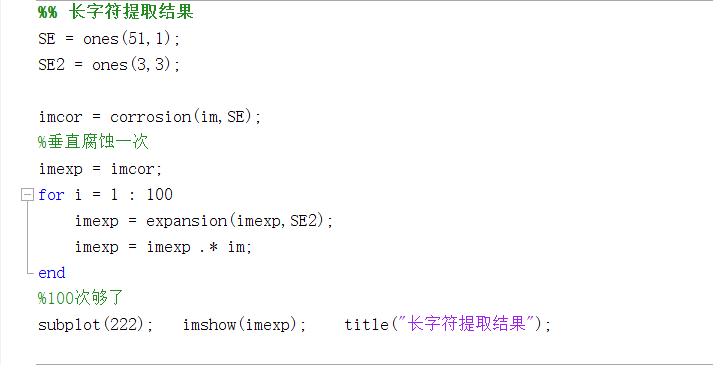 %% 长字符提取结果
SE = ones(51,1);
SE2 = ones(3,3);
imcor = corrosion(im,SE);
%垂直腐蚀一次
imexp = imcor;
for i = 1 : 100
imexp = expansion(imexp,SE2);
imexp = imexp .* im;
end
%100次够了
subplot(222);   imshow(imexp);    title("长字符提取结果");